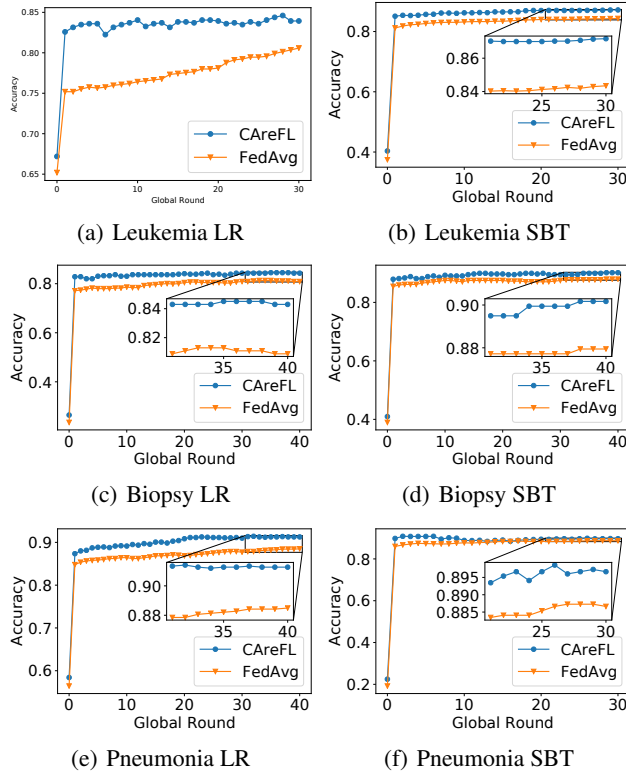 0.85
0.80
0.75
0.70
0.65
Accuracy
CAreFL
FedAvg
0 10 20 30
Global Round
(a) Leukemia LR
0.8
0.6
0.4
Accuracy
0.86
0.84
25 30
CAreFL
FedAvg
0 10 20 30
Global Round
(b) Leukemia SBT
0.8
0.6
0.4
Accuracy
0.84
0.82
35 40
CAreFL
FedAvg
0 10 20 30 40
Global Round
(c) Biopsy LR
0.8
0.6
0.4
Accuracy
0.90
0.88
35 40
CAreFL
FedAvg
0 10 20 30 40
Global Round
(d) Biopsy SBT
0.9
0.8
0.7
0.6
Accuracy
0.90
0.88
35 40
CAreFL
FedAvg
0 10 20 30 40
Global Round
(e) Pneumonia LR
0.8
0.6
0.4
0.2
Accuracy
0.895
0.885
25 30
CAreFL
FedAvg
0 10 20 30
Global Round
(f) Pneumonia SBT